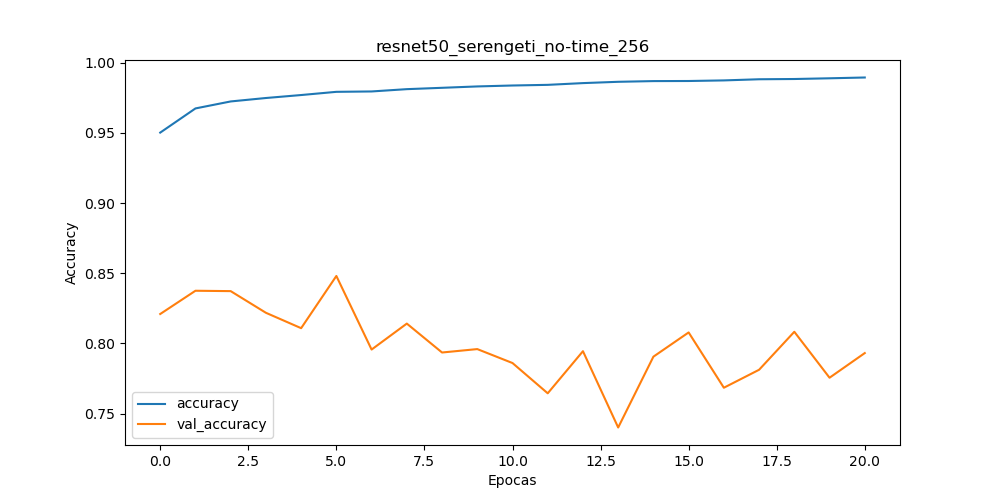 resnet50_serengeti_no-time_256
1.00
0.95
0.90
0.85
0.80
0.75
Accuracy
accuracy
val_accuracy
0.0 2.5 5.0 7.5 10.0 12.5 15.0 17.5 20.0
Epocas